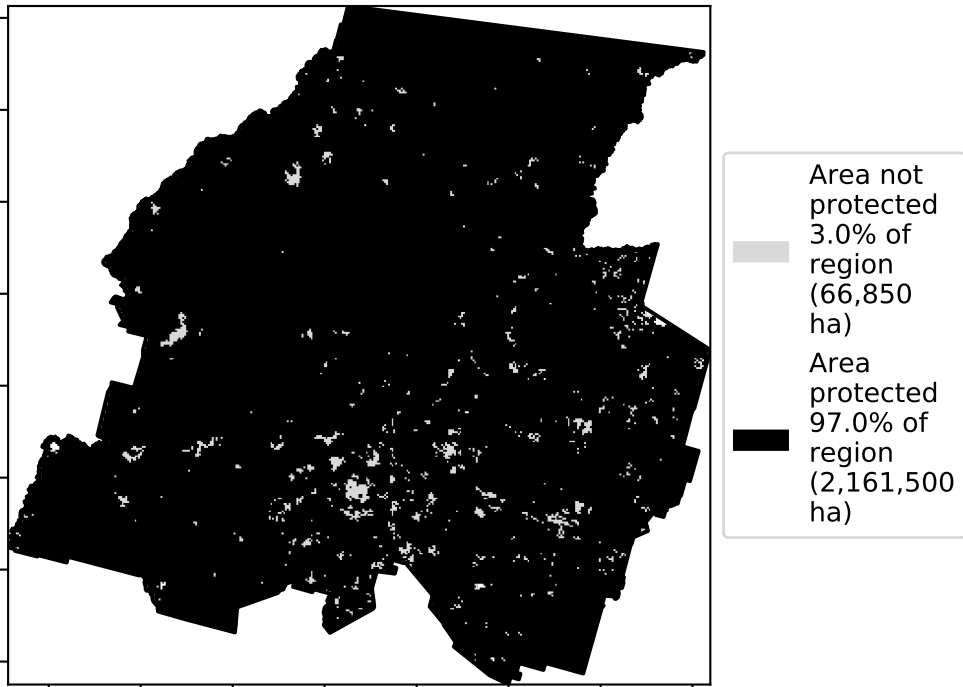 Area not
protected
3.0% of
region
(66,850
ha)
Area
protected
97.0% of
region
(2,161,500
ha)